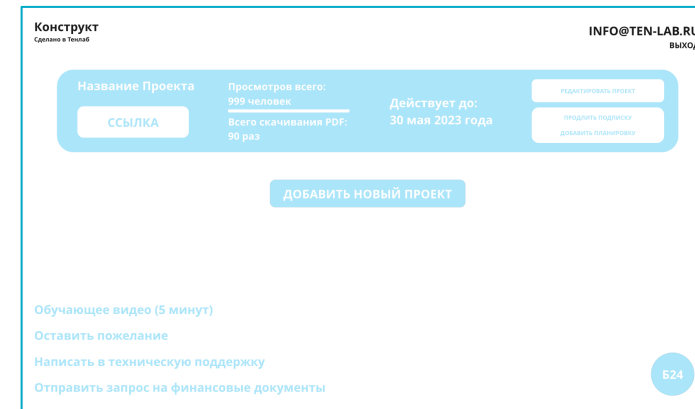 Конструкт
Сделано в Тенлаб
INFO@TEN-LAB.RU
ВЫХОД
Название Проекта
ССЫЛКА
Просмотров всего:
999 человек
Всего скачивания PDF:
90 раз
Действует до:
30 мая 2023 года
РЕДАКТИРОВАТЬ ПРОЕКТ
ПРОДЛИТЬ ПОДПИСКУ
ДОБАВИТЬ ПЛАНИРОВКУ
ДОБАВИТЬ НОВЫЙ ПРОЕКТ
Обучающее видео (5 минут)
Оставить пожелание
Написать в техническую поддержку
Отправить запрос на финансовые документы
Б24